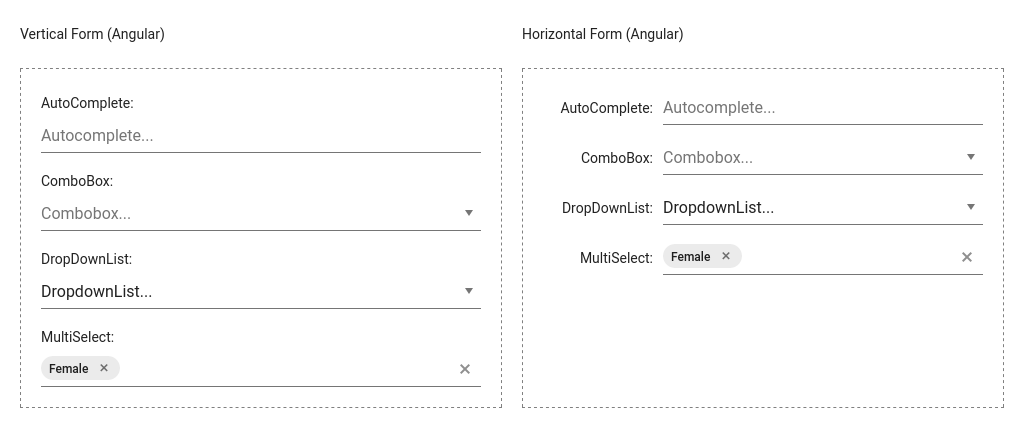 Vertical Form (Angular)
AutoComplete:
Autocomplete...
ComboBox:
Combobox...
DropDownList:
DropdownList...
MultiSelect:
Female
Horizontal Form (Angular)
AutoComplete: Autocomplete...
ComboBox: Combobox...
DropDownList: DropdownList...
MultiSelect: Female